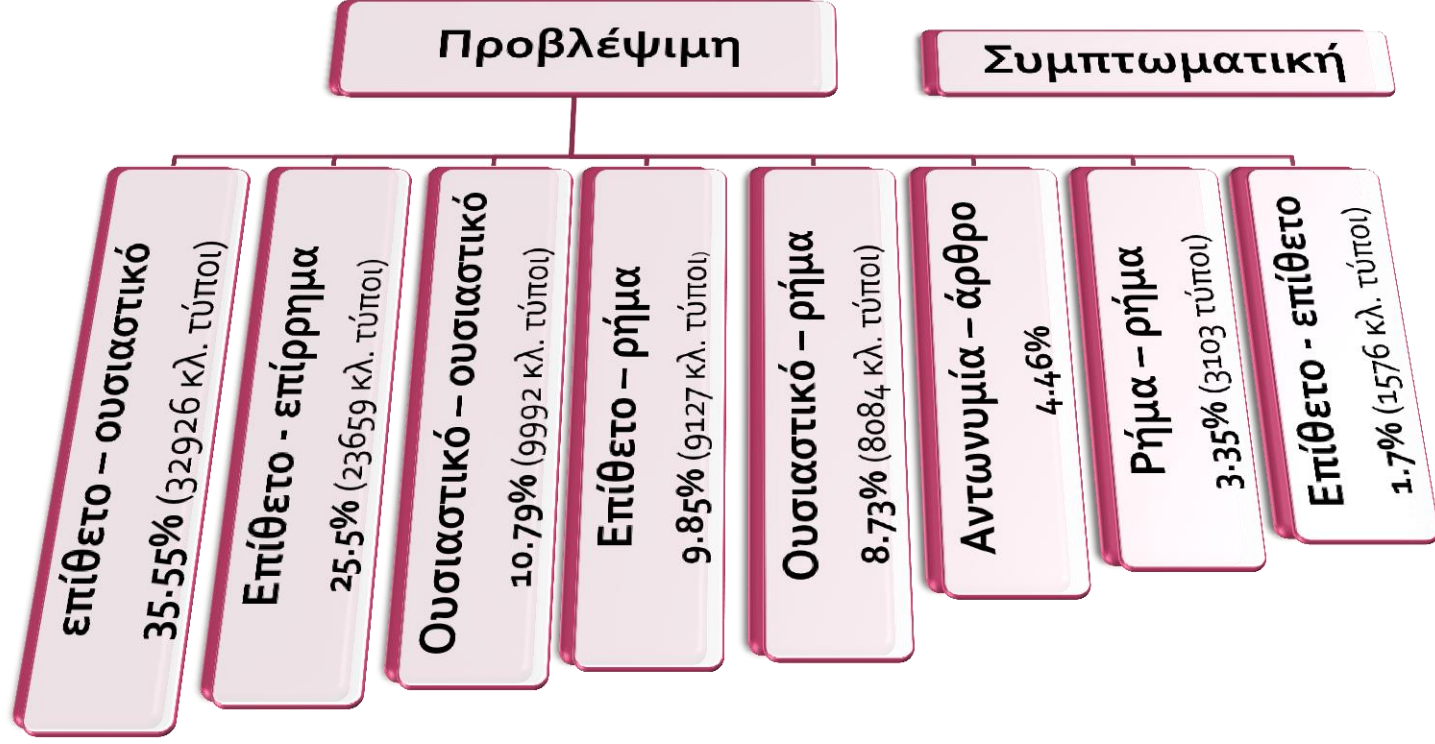 Προβλέψιμη
Συμπτωματική
επίθετο – ουσιαστικό
35.55% (32926 κλ. τύποι)
Επίθετο - επίρρημα
25.5% (23659 κλ. τύποι)
Ουσιαστικό – ουσιαστικό
10.79% (9992 κλ. τύποι)
Επίθετο – ρήμα
9.85% (9127 κλ. τύποι)
Ουσιαστικό – ρήμα
8.73% (8084 κλ. τύποι)
Αντωνυμία – άρθρο
4.46%
Ρήμα – ρήμα
3.35% (3103 τύποι)
Επίθετο - επίθετο
1.7% (1576 κλ. τύποι)